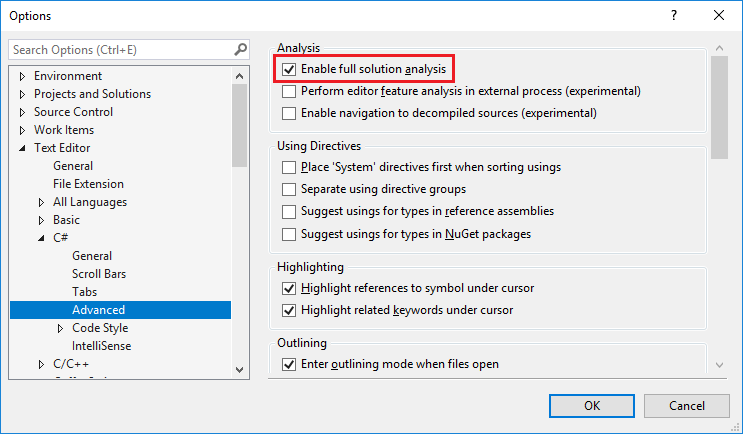 Options
Search Options (Ctrl+E)
Environment
Projects and Solutions
Source Control
Work Items
Text Editor
General
File Extension
All Languages
Basic
C#
General
Scroll Bars
Tabs
Advanced
Code Style
IntelliSense
C/C++
Analysis
Enable full solution analysis
Perform editor feature analysis in external process (experimental)
Enable navigation to decompiled sources (experimental)
Using Directives
Place 'System' directives first when sorting usings
Separate using directive groups
Suggest usings for types in reference assemblies
Suggest usings for types in NuGet packages
Highlighting
Highlight references to symbol under cursor
Highlight related keywords under cursor
Outlining
Enter outlining mode when files open
OK
Cancel